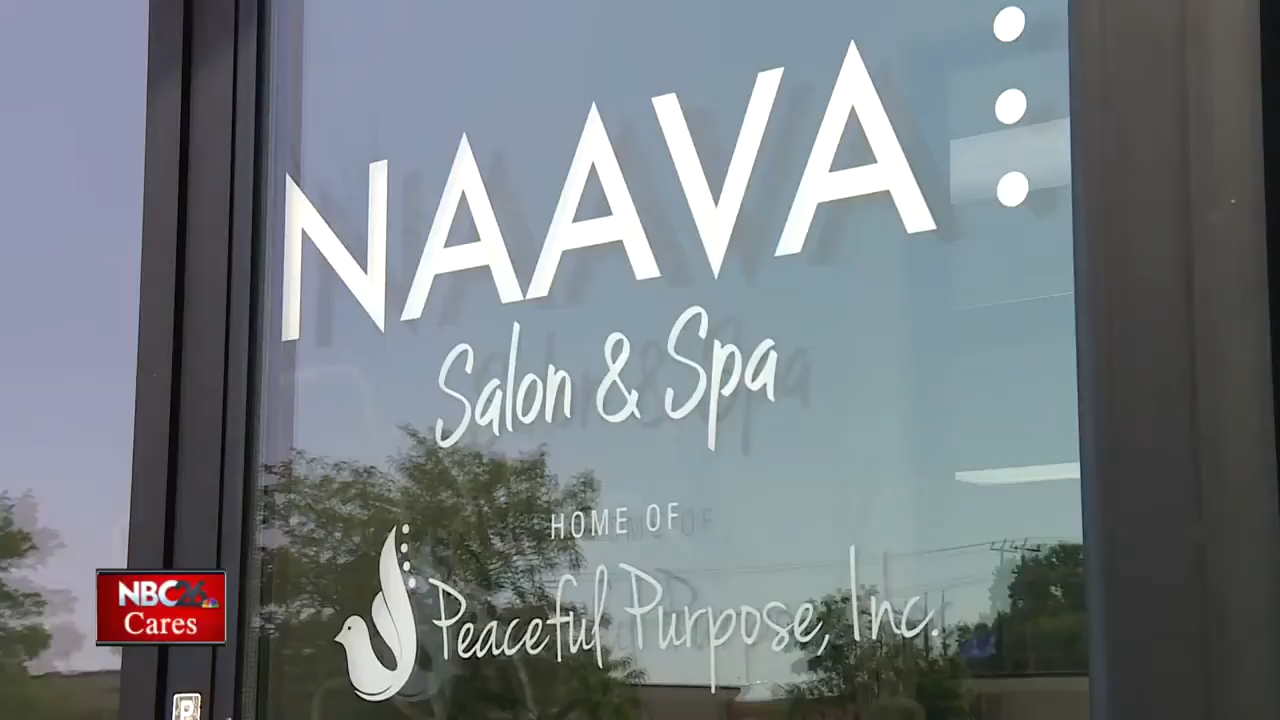 NAAVA
Salon & Spa
HOME OF
Peaceful Purpose, Inc.
NBC26
Cares